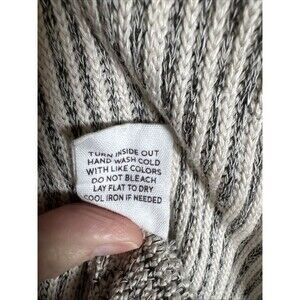 TURN INSIDE OUT
HAND WASH COLD
WITH LIKE COLORS
DO NOT BLEACH
LAY FLAT TO DRY
COOL IRON IF NEEDED